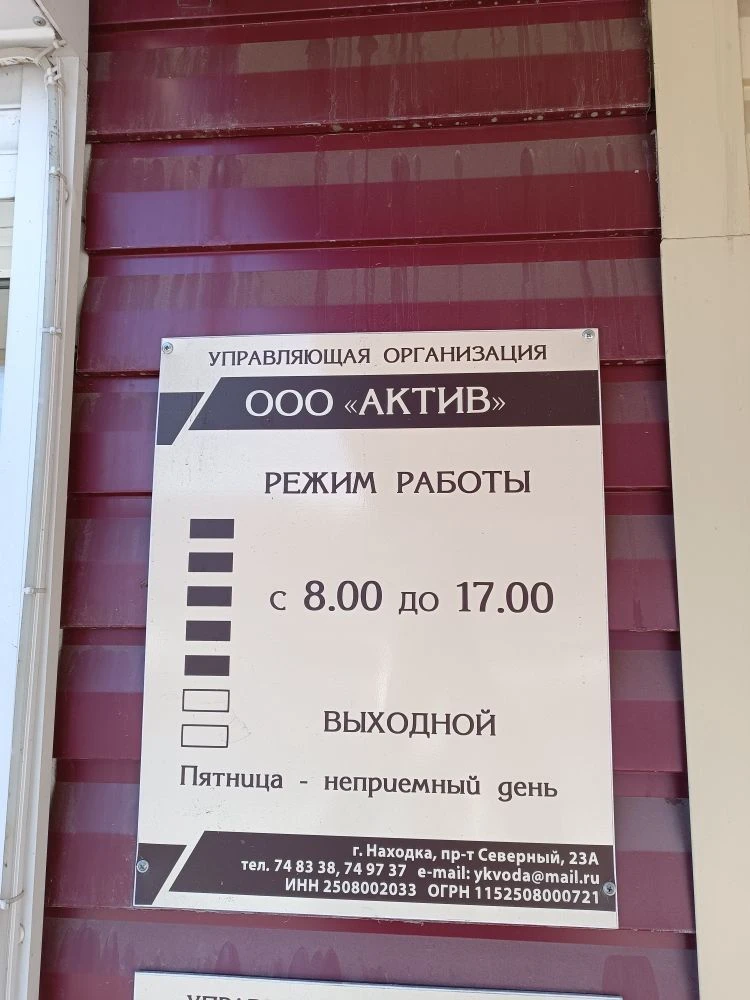 УПРАВЛЯЮЩАЯ ОРГАНИЗАЦИЯ
ООО «АКТИВ»
РЕЖИМ РАБОТЫ
с 8.00 до 17.00
ВЫХОДНОЙ
Пятница - неприемный день
г. Находка, пр-т Северный, 23А
тел. 74 83 38, 74 97 37 e-mail: ykvoda@mail.ru
ИНН 2508002033 ОГРН 1152508000721